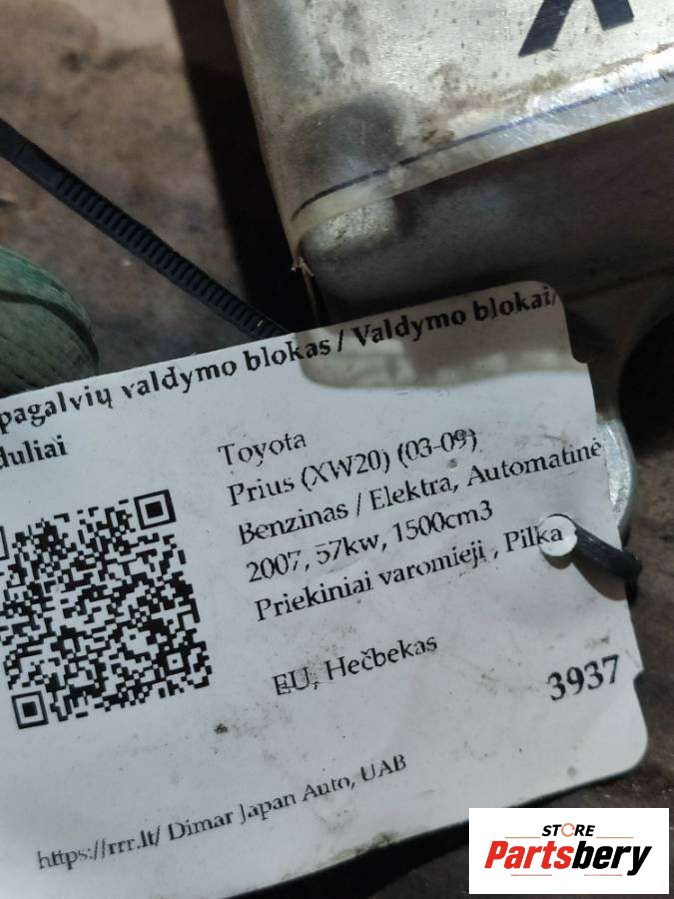 pagalvių valdymo blokas / Valdymo blokai/
duliai
Toyota
Prius (XW20) (03-09)
Benzinas / Elektra, Automatinė
2007, 57kw, 1500cm3
Priekiniai varomieji , Pilka
EU, Hečbekas
3937
https://rrr.lt/ Dimar Japan Auto, UAB
STORE
Partsbery